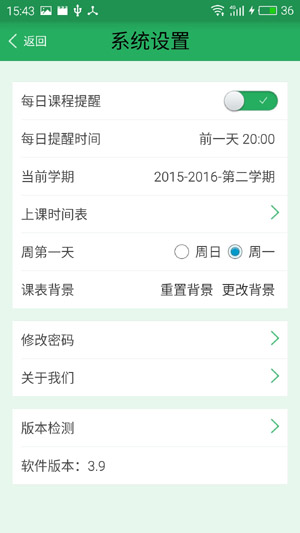 15:43 4G 36
返回 系统设置
每日课程提醒
每日提醒时间 前一天 20:00
当前学期 2015-2016-第二学期
上课时间表
周第一天 周日 周一
课表背景 重置背景 更改背景
修改密码
关于我们
版本检测
软件版本：3.9